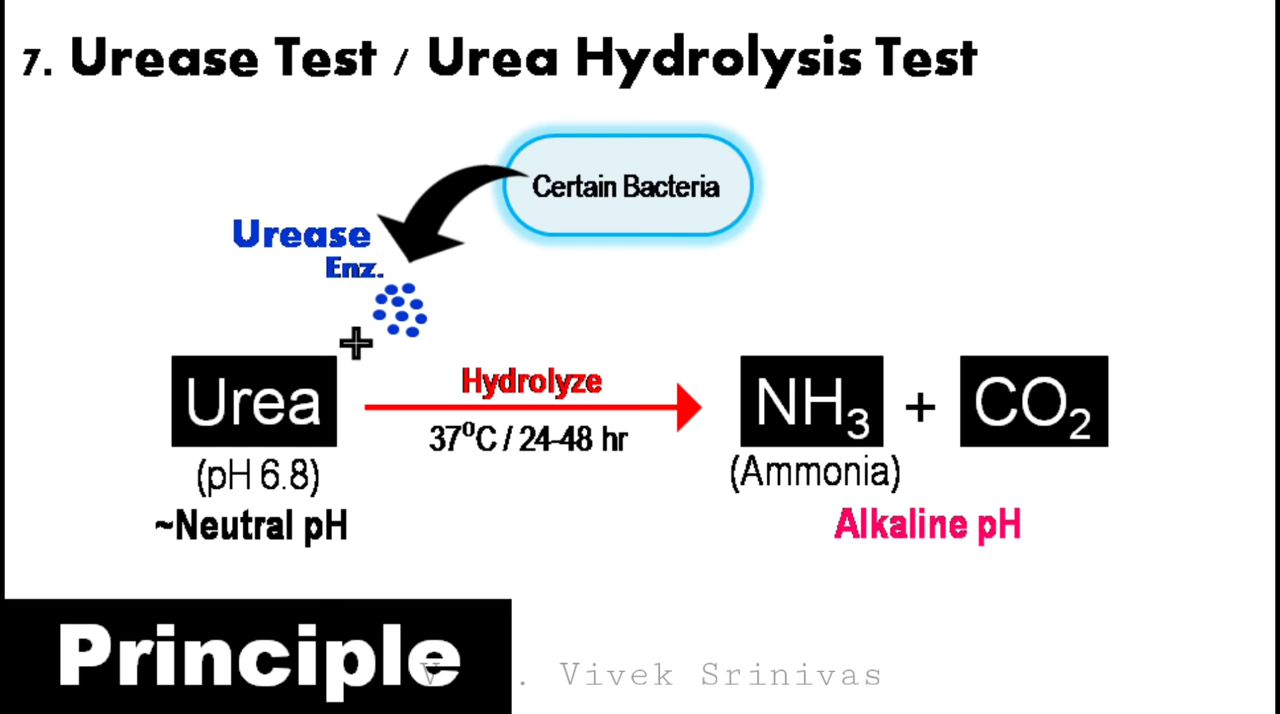 7. Urease Test / Urea Hydrolysis Test
Certain Bacteria
Urease
Enz.
+
Urea
Hydrolyze
37⁰C / 24-48 hr
NH₃ + CO₂
(pH 6.8)
(Ammonia)
~Neutral pH
Alkaline pH
Principle
. Vivek Srinivas